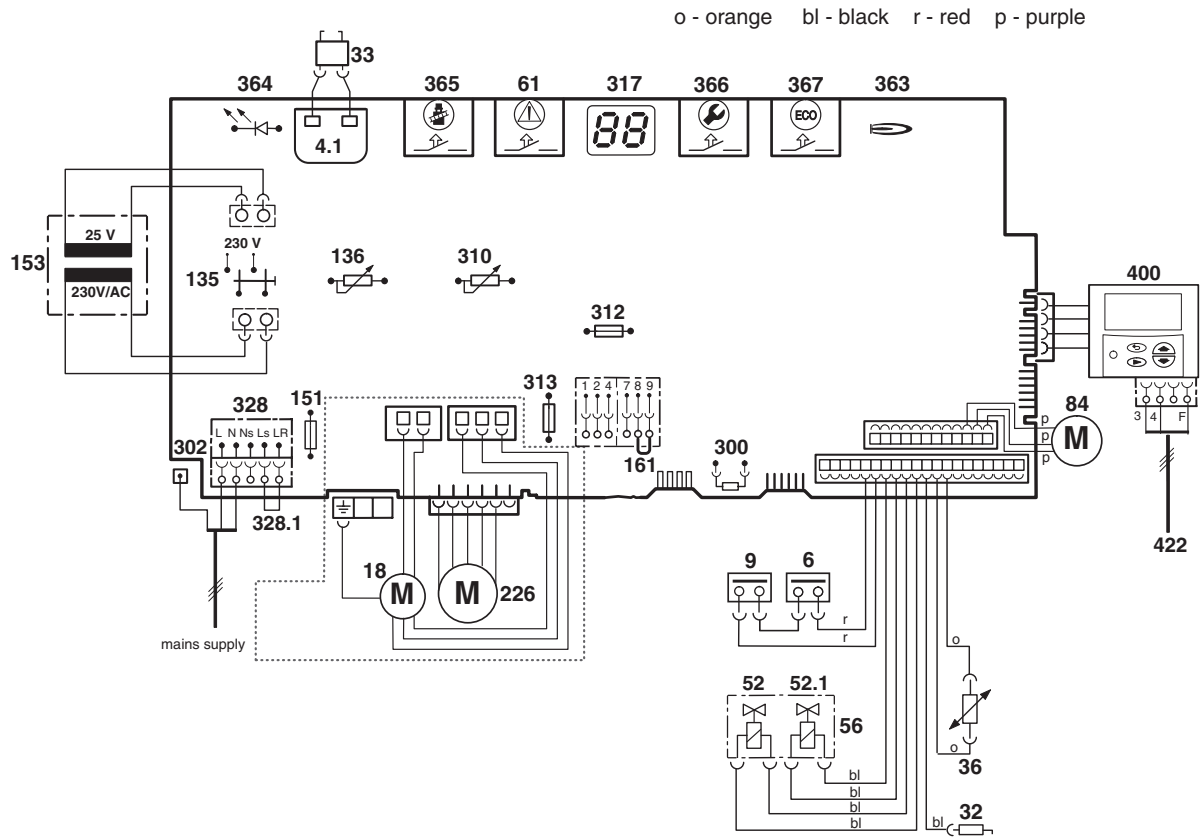 o - orange bl - black r - red p - purple
33
364 365 61 317 366 367 363
4.1
88
ECO
25 V
153
230V/AC
230 V
135
136 310
312
400
151 313
1 2 4 7 8 9
161
328
L N Ns Ls LR
302
328.1
300
84
p
p
M
p
3 4 F
422
18
M
M
226
mains supply
9 6
r
r
o
52 52.1
56
o
36
bl
bl
bl
bl
bl 32